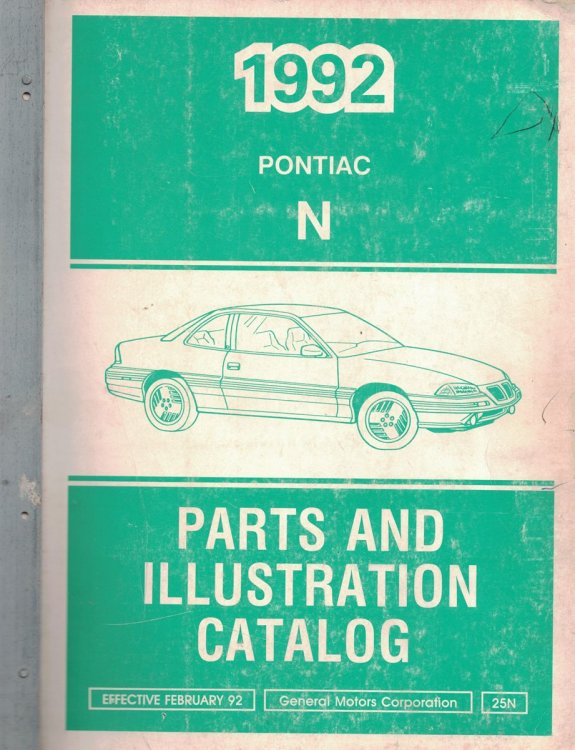 1992
PONTIAC
N
PARTS AND
ILLUSTRATION
CATALOG
EFFECTIVE FEBRUARY 92
General Motors Corporation
25N